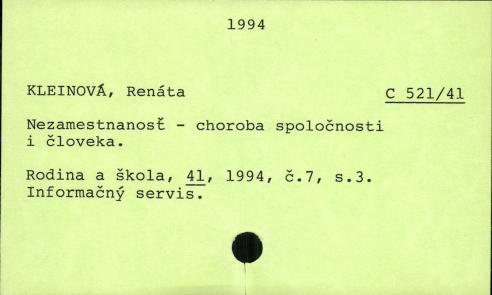 1994
KLEINOVÁ, Renáta C 521/41
Nezamestnanosť - choroba spoločnosti
i človeka.
Rodina a škola, 41, 1994, č.7, s.3.
Informačný servis.